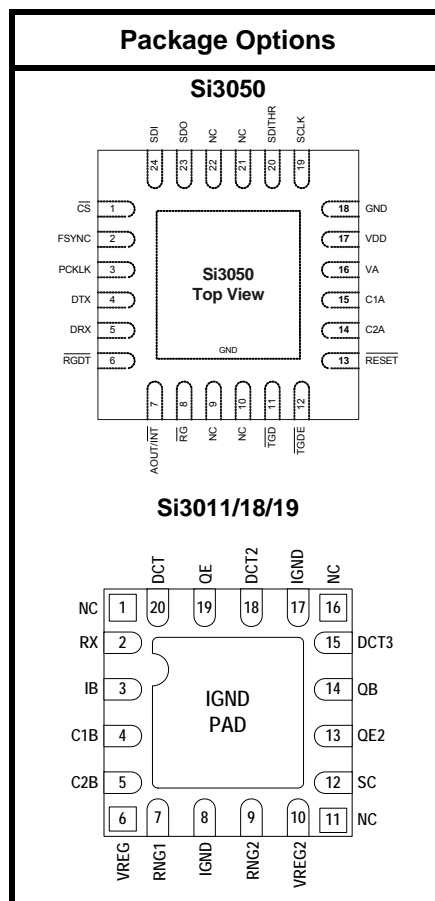 Package Options
Si3050
SDI SDO NC NC SDITHR SCLK
24 23 22 21 20 19
CS 1 18 GND
FSYNC 2 17 VDD
PCKLK 3 Si3050 16 VA
DTX 4 Top View 15 C1A
DRX 5 14 C2A
GND
RGDT 6 13 RESET
7 8 9 10 11 12
AOUT/INT RG NC NC TGD TGDE
Si3011/18/19
DCT QE DCT2 IGND NC
NC 1 20 19 18 17 16
RX 2 15 DCT3
IB 3 IGND 14 QB
C1B 4 PAD 13 QE2
C2B 5 12 SC
6 7 8 9 10 11 NC
VREG RNG1 IGND RNG2 VREG2